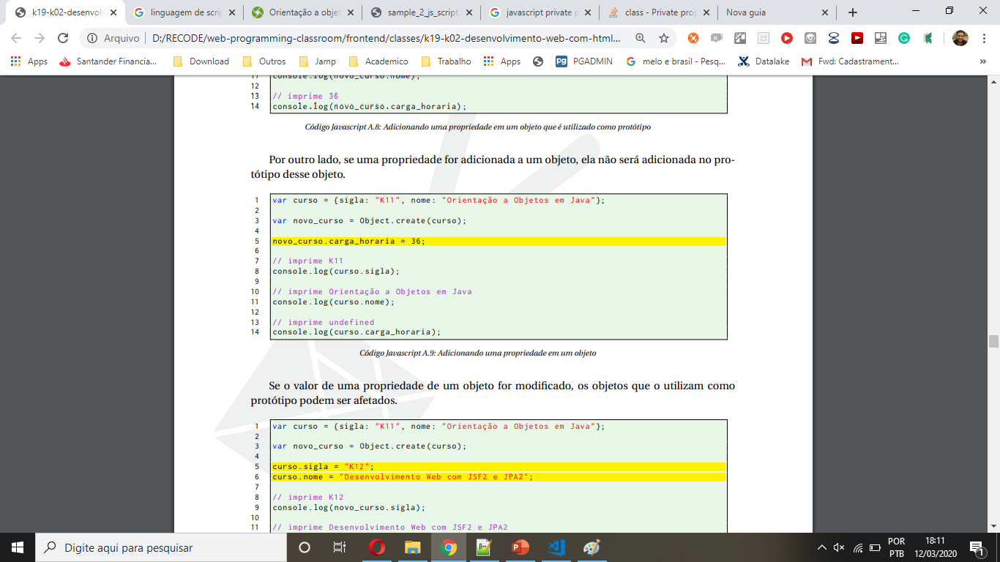 k19-k02-desenvolv
linguagem de scrip
Orientação a objet
sample_2_js_script
javascript private p
class - Private prop
Nova guia
Arquivo
D:/RECODE/web-programming-classroom/frontend/classes/k19-k02-desenvolvimento-web-com-html...
Apps
Santander Financia...
Download
Outros
Jamp
Academico
Trabalho
Apps
PGADMIN
melo e brasil - Pesq...
Datalake
Fwd: Cadastrament...
»
11 console.log(novo_curso.nome);
12
13 // imprime 36
14 console.log(novo_curso.carga_horaria);
Código Javascript A.8: Adicionando uma propriedade em um objeto que é utilizado como protótipo
Por outro lado, se uma propriedade for adicionada a um objeto, ela não será adicionada no pro-
tótipo desse objeto.
1 var curso = {sigla: "K11", nome: "Orientação a Objetos em Java"};
2
3 var novo_curso = Object.create(curso);
4
5 novo_curso.carga_horaria = 36;
6
7 // imprime K11
8 console.log(curso.sigla);
9
10 // imprime Orientação a Objetos em Java
11 console.log(curso.nome);
12
13 // imprime undefined
14 console.log(curso.carga_horaria);
Código Javascript A.9: Adicionando uma propriedade em um objeto
Se o valor de uma propriedade de um objeto for modificado, os objetos que o utilizam como
protótipo podem ser afetados.
1 var curso = {sigla: "K11", nome: "Orientação a Objetos em Java"};
2
3 var novo_curso = Object.create(curso);
4
5 curso.sigla = "K12";
6 curso.nome = "Desenvolvimento Web com JSF2 e JPA2";
7
8 // imprime K12
9 console.log(novo_curso.sigla);
10
11 // imprime Desenvolvimento Web com JSF2 e JPA2
Digite aqui para pesquisar
POR
PTB
18:11
12/03/2020
1